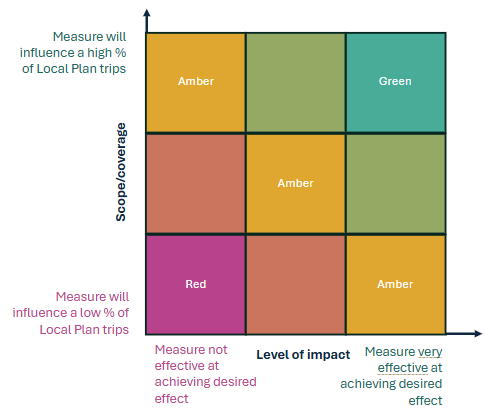 Measure will
influence a high %
of Local Plan trips
Amber
Green
Scope/coverage
Amber
Red
Amber
Measure will
influence a low % of
Local Plan trips
Measure not
effective at
achieving desired
effect
Level of impact
Measure very
effective at
achieving desired
effect